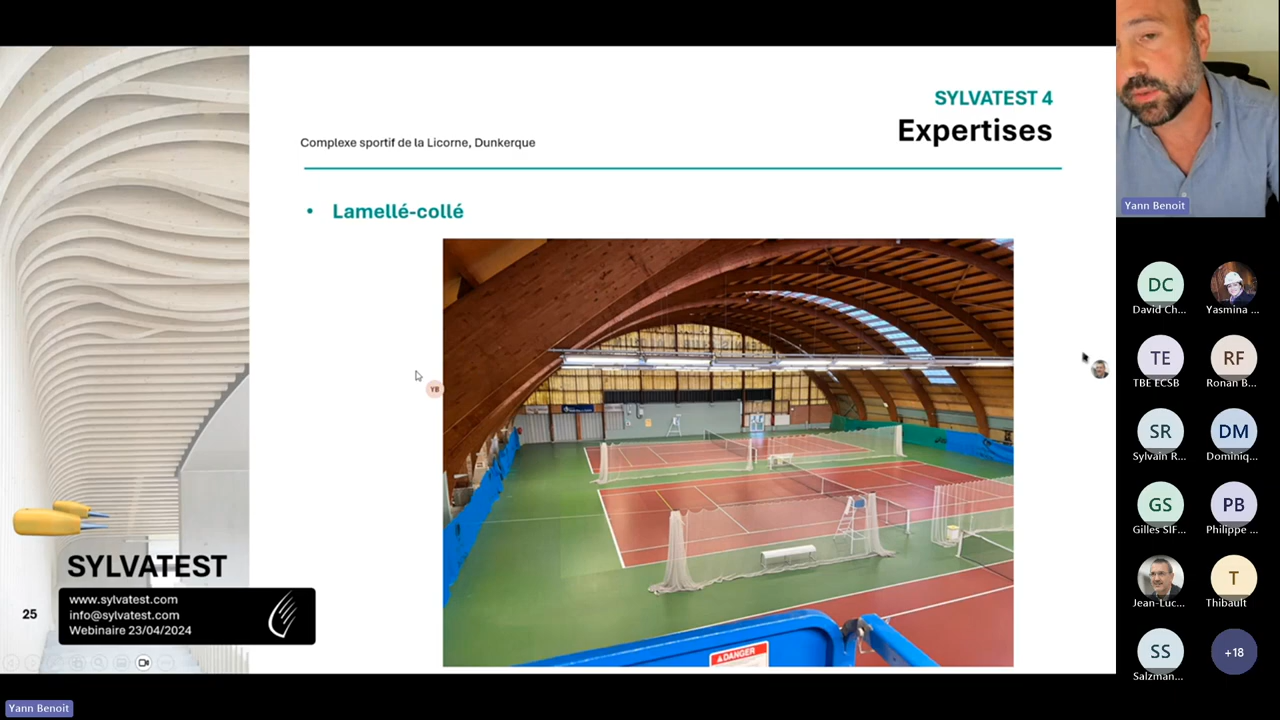 SYLVATEST 4
Expertises
Complexe sportif de la Licorne, Dunkerque
• Lamellé-collé
YB
DANGER
SYLVATEST
25
www.sylvatest.com
info@sylvatest.com
Webinaire 23/04/2024
Yann Benoit
DC
David Ch...
Yasmina ...
TE
TBE ECSB
RF
Ronan B...
SR
Sylvain R...
DM
Dominiq...
GS
Gilles SIF...
PB
Philippe ...
Jean-Luc...
T
Thibault
SS
Salzman...
+18
Yann Benoit